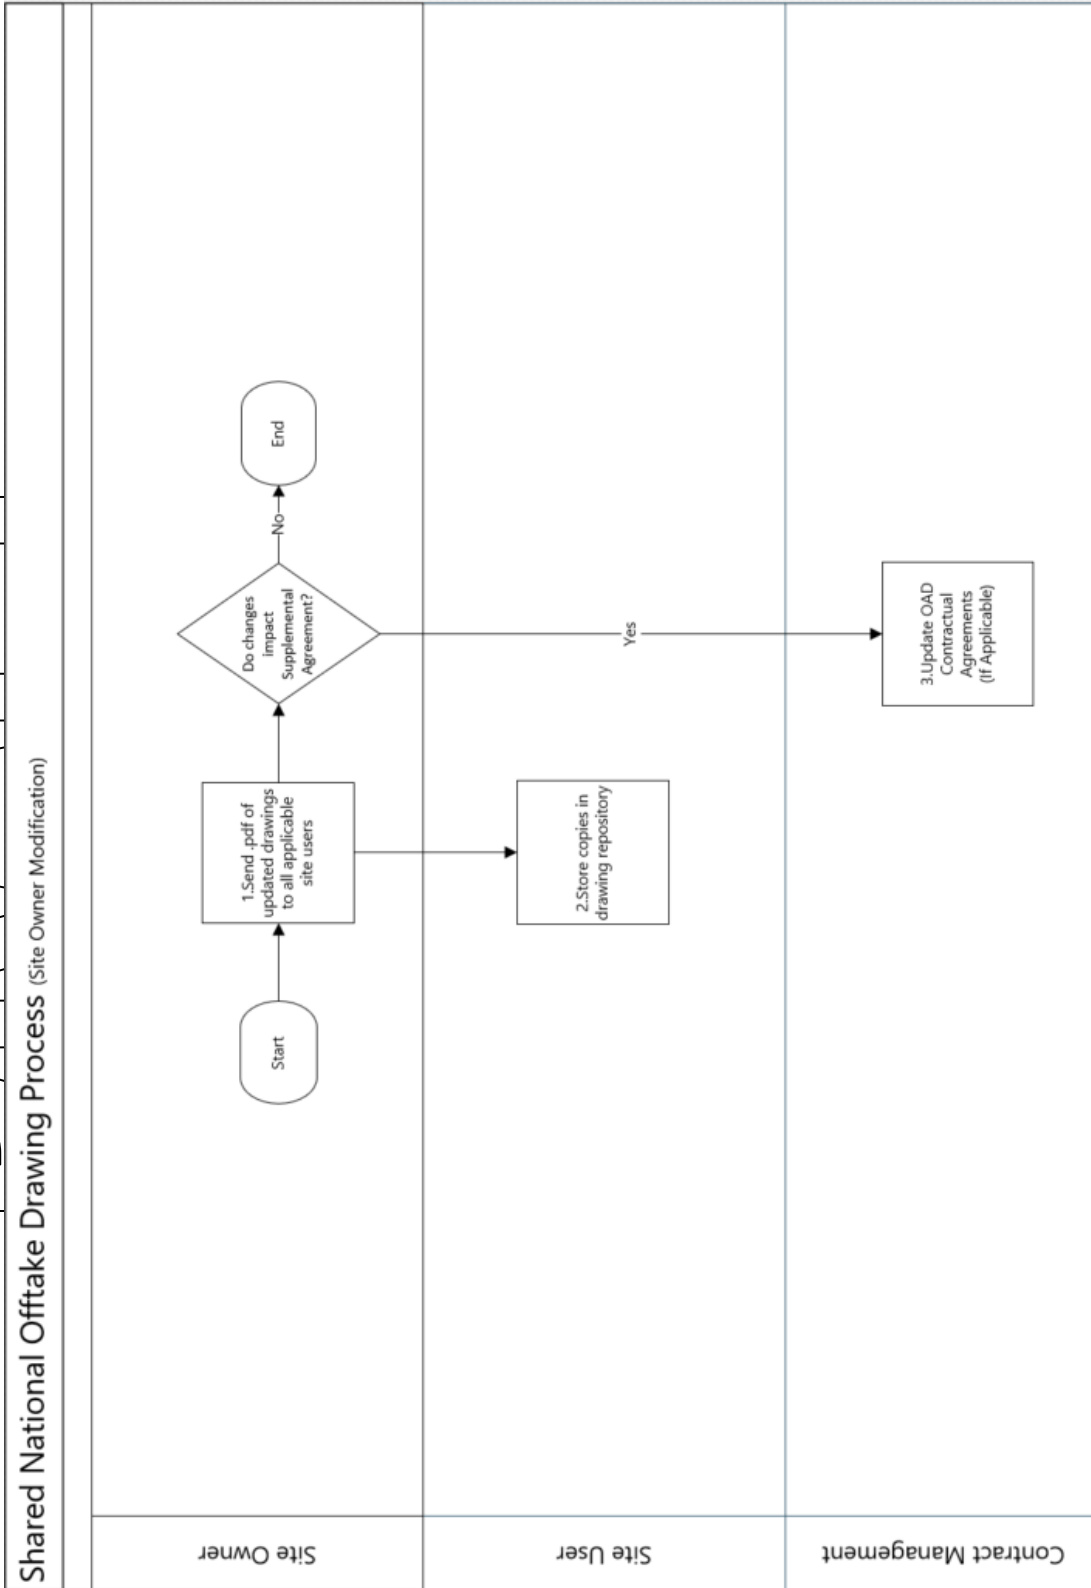 Shared National Offtake Drawing Process (Site Owner Modification)
Site Owner
Start
1.Send .pdf of
updated drawings
to all applicable
site users
Do changes
impact
Supplemental
Agreement?
No
End
Site User
2.Store copies in
drawing repository
Yes
Contract Management
3.Update OAD
Contractual
Agreements
(If Applicable)